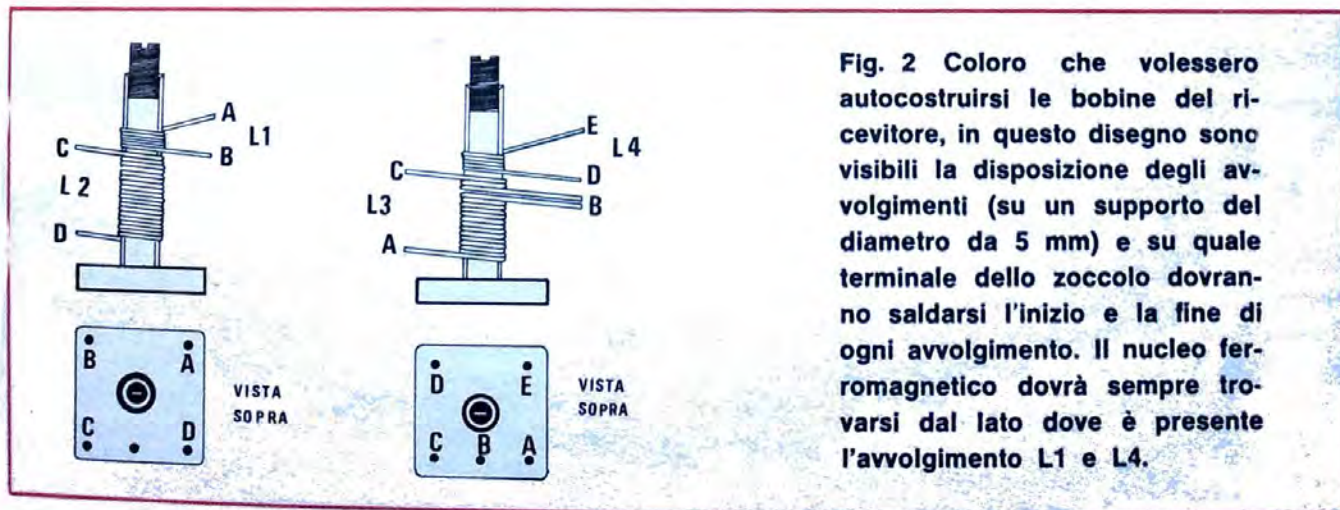 A
L1
C
B
L2
D
E
L4
C
D
L3
B
A
B
A
VISTA
SOPRA
C
D
D
E
VISTA
SOPRA
C
B
A
Fig. 2 Coloro che volessero
autocostruirsi le bobine del ri-
cevitore, in questo disegno sono
visibili la disposizione degli av-
volgimenti (su un supporto del
diametro da 5 mm) e su quale
terminale dello zoccolo dovran-
no saldarsi l'inizio e la fine di
ogni avvolgimento. Il nucleo fer-
romagnetico dovrà sempre tro-
varsi dal lato dove è presente
l'avvolgimento L1 e L4.